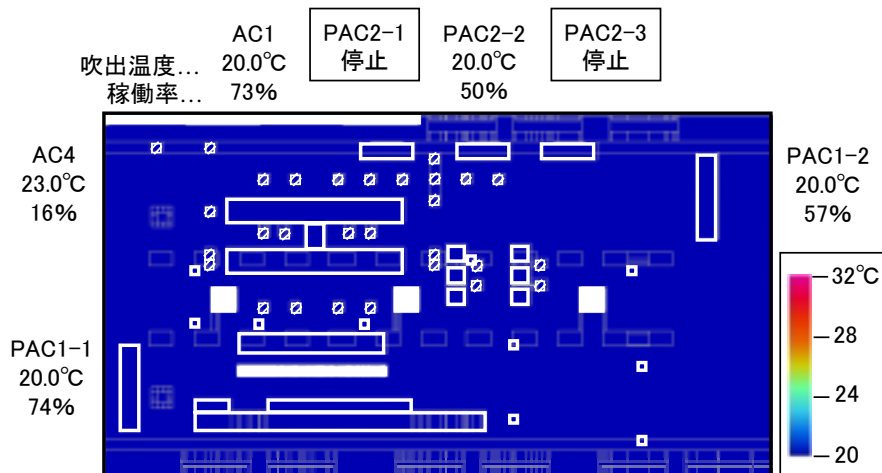 AC1
20.0℃
73%
PAC2-1
停止
PAC2-2
20.0℃
50%
PAC2-3
停止
吹出温度…
稼働率…
AC4
23.0℃
16%
PAC1-2
20.0℃
57%
PAC1-1
20.0℃
74%
32℃
28
24
20